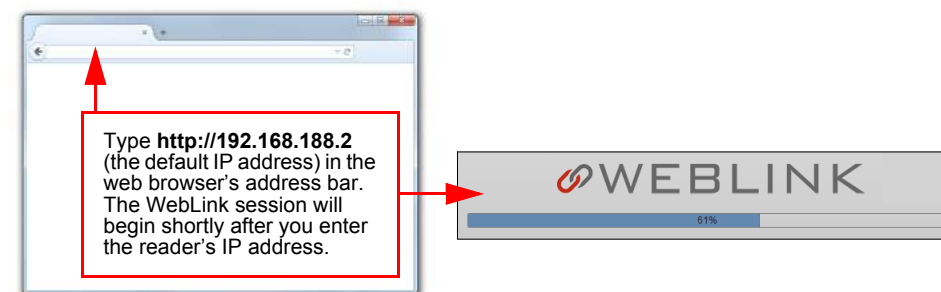 Type http://192.168.188.2
(the default IP address) in the
web browser's address bar.
The WebLink session will
begin shortly after you enter
the reader's IP address.
WEBLINK
61%